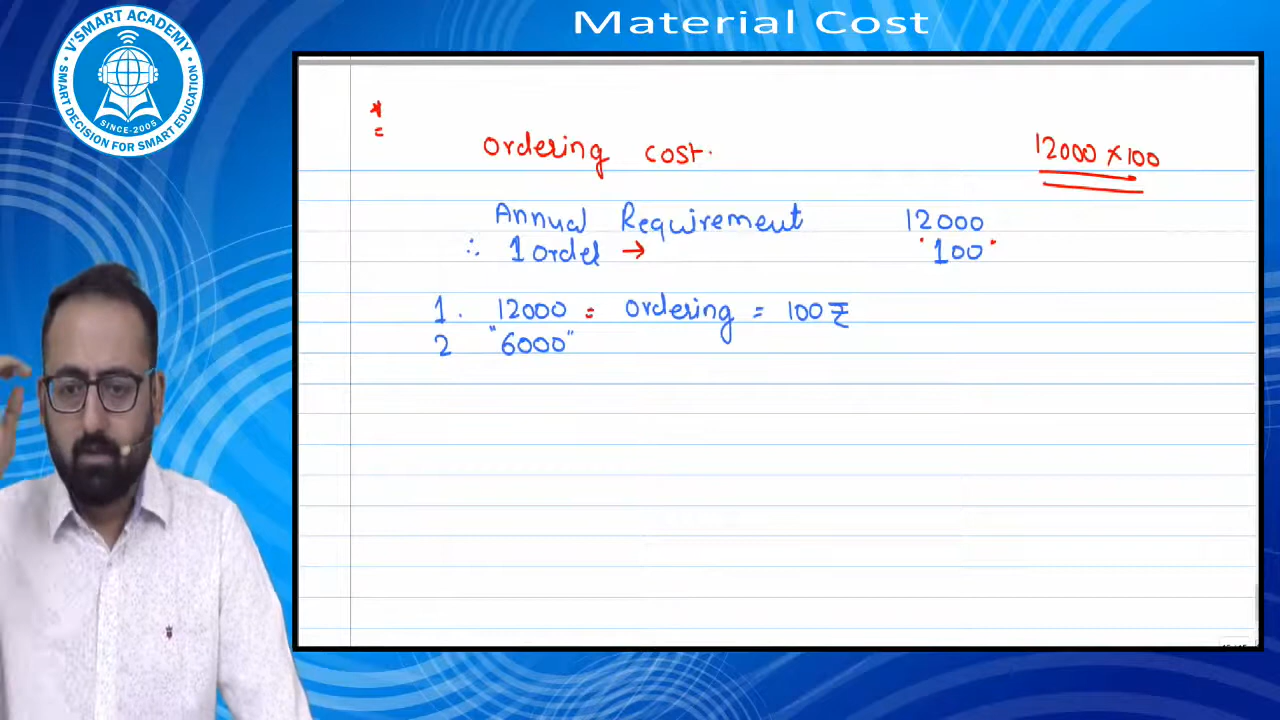 Material Cost
V'SMART ACADEMY
SINCE-2005
SMART DECISION FOR SMART EDUCATION
*
ordering cost.
12000 × 100
Annual Requirement 12000
∴ 1 order → 100
1. 12000 = ordering = 100 ₹
2 "6000"